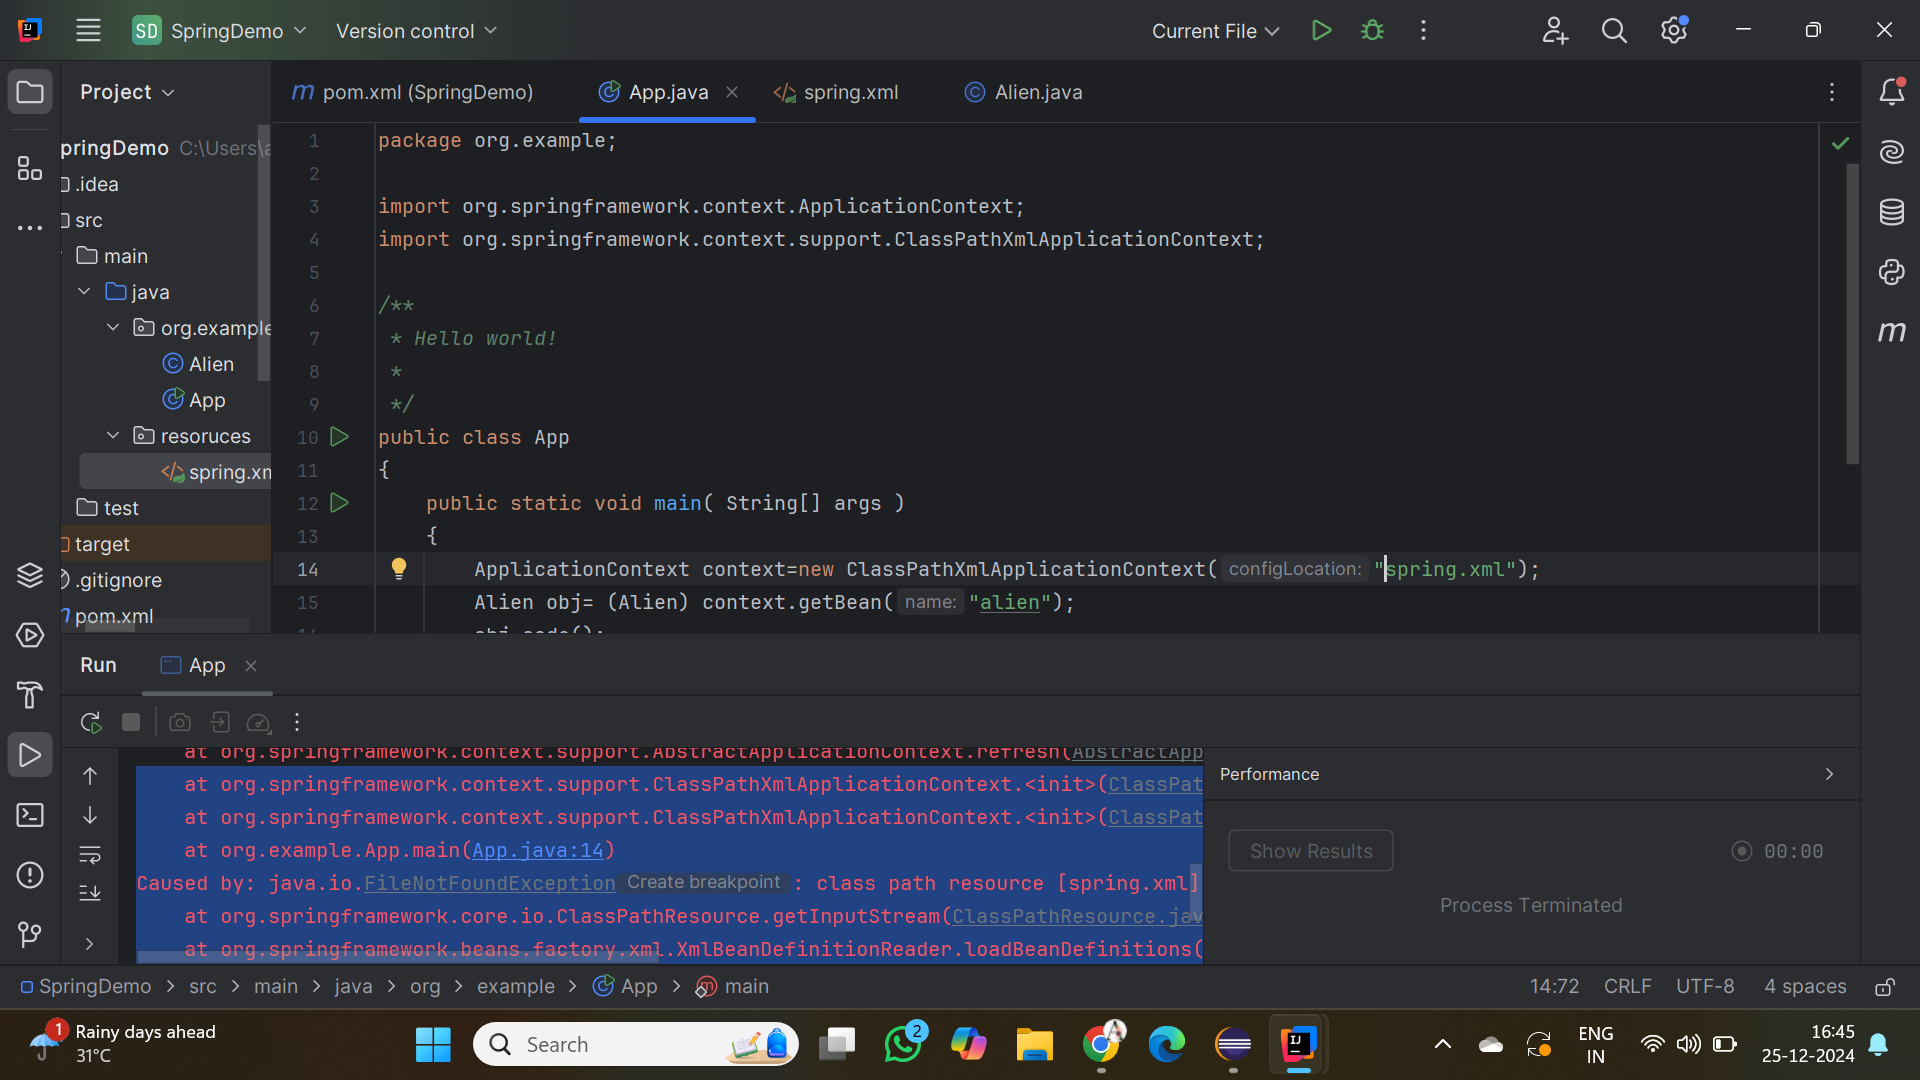 SD SpringDemo Version control Current File
Project
pom.xml (SpringDemo) App.java spring.xml Alien.java
pringDemo C:\Users\a
.idea
src
main
java
org.example
Alien
App
resoruces
spring.xm
test
target
.gitignore
pom.xml
1 package org.example;
2
3 import org.springframework.context.ApplicationContext;
4 import org.springframework.context.support.ClassPathXmlApplicationContext;
5
6 /**
7 * Hello world!
8 *
9 */
10 public class App
11 {
12 public static void main( String[] args )
13 {
14 ApplicationContext context=new ClassPathXmlApplicationContext( configLocation: "spring.xml");
15 Alien obj= (Alien) context.getBean( name: "alien");
obj.code();
Run App
at org.springframework.context.support.AbstractApplicationContext.refresh(AbstractApp
at org.springframework.context.support.ClassPathXmlApplicationContext.<init>(ClassPat
at org.springframework.context.support.ClassPathXmlApplicationContext.<init>(ClassPat
at org.example.App.main(App.java:14)
Caused by: java.io.FileNotFoundException Create breakpoint : class path resource [spring.xml]
at org.springframework.core.io.ClassPathResource.getInputStream(ClassPathResource.jav
at org.springframework.beans.factory.xml.XmlBeanDefinitionReader.loadBeanDefinitions(
Performance
Show Results 00:00
Process Terminated
SpringDemo > src > main > java > org > example > App > main 14:72 CRLF UTF-8 4 spaces
1 Rainy days ahead
31°C
Search
2
ENG
IN
16:45
25-12-2024